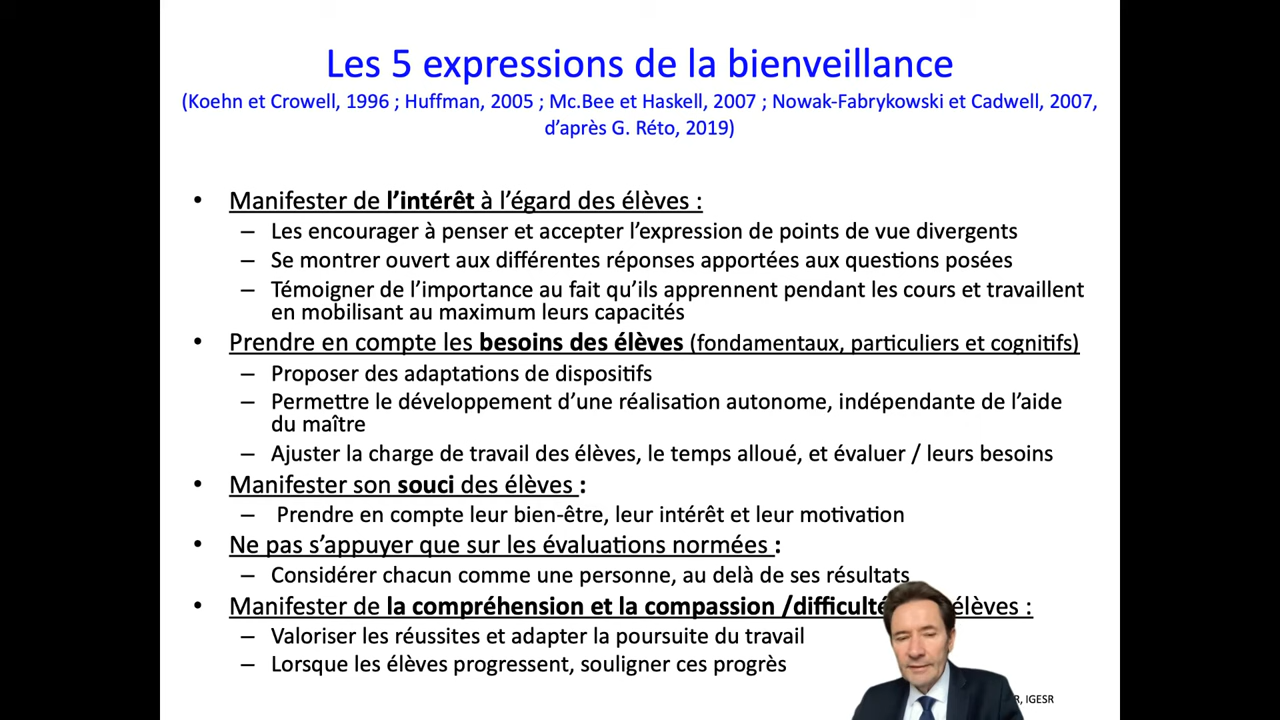 Les 5 expressions de la bienveillance
(Koehn et Crowell, 1996 ; Huffman, 2005 ; Mc.Bee et Haskell, 2007 ; Nowak-Fabrykowski et Cadwell, 2007,
d’après G. Réto, 2019)
• Manifester de l’intérêt à l’égard des élèves :
– Les encourager à penser et accepter l’expression de points de vue divergents
– Se montrer ouvert aux différentes réponses apportées aux questions posées
– Témoigner de l’importance au fait qu’ils apprennent pendant les cours et travaillent
en mobilisant au maximum leurs capacités
• Prendre en compte les besoins des élèves (fondamentaux, particuliers et cognitifs)
– Proposer des adaptations de dispositifs
– Permettre le développement d’une réalisation autonome, indépendante de l’aide
du maître
– Ajuster la charge de travail des élèves, le temps alloué, et évaluer / leurs besoins
• Manifester son souci des élèves :
– Prendre en compte leur bien-être, leur intérêt et leur motivation
• Ne pas s’appuyer que sur les évaluations normées :
– Considérer chacun comme une personne, au delà de ses résultats
• Manifester de la compréhension et la compassion /difficulté élèves :
– Valoriser les réussites et adapter la poursuite du travail
– Lorsque les élèves progressent, souligner ces progrès
IGESR